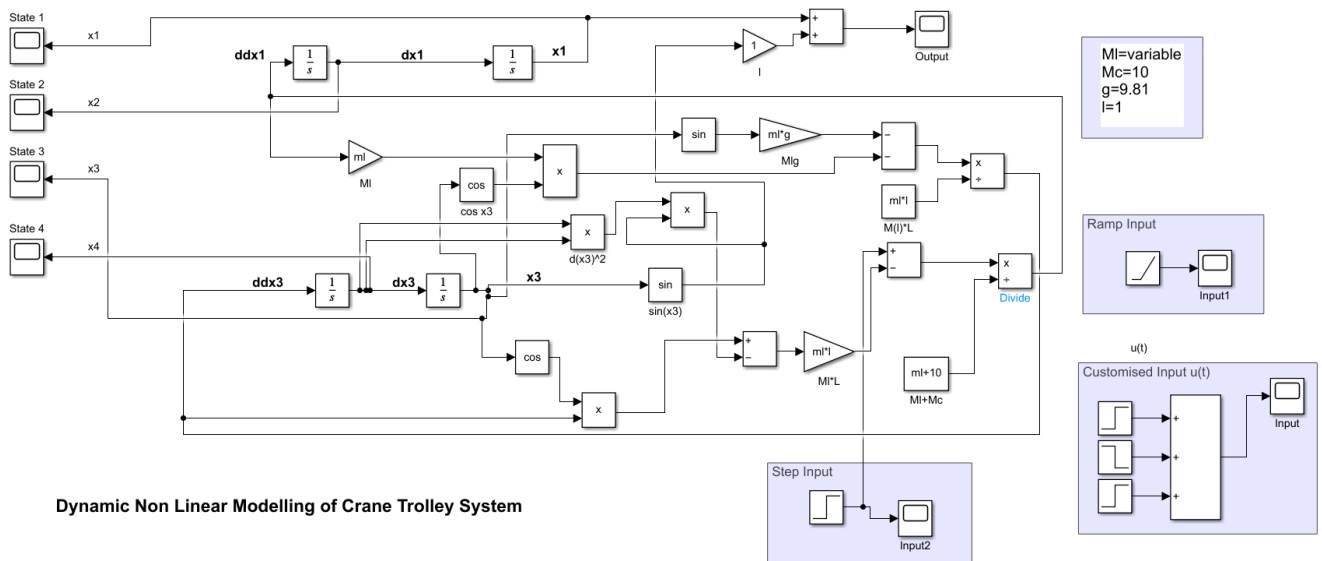 State 1
x1
ddx1
1
s
dx1
1
s
x1
1
l
+
+
Output
Ml=variable
Mc=10
g=9.81
l=1
State 2
x2
State 3
x3
ml
Ml
x
cos
cos x3
sin
ml*g
Mlg
−
−
x
÷
ml*l
M(l)*L
State 4
x4
x
d(x3)^2
x
+
−
x
÷
Divide
ddx3
1
s
dx3
1
s
x3
sin
sin(x3)
Ramp Input
Input1
cos
x
+
−
ml*l
Ml*L
ml+10
Ml+Mc
u(t)
Customised Input u(t)
+
+
+
Input
Step Input
Input2
Dynamic Non Linear Modelling of Crane Trolley System